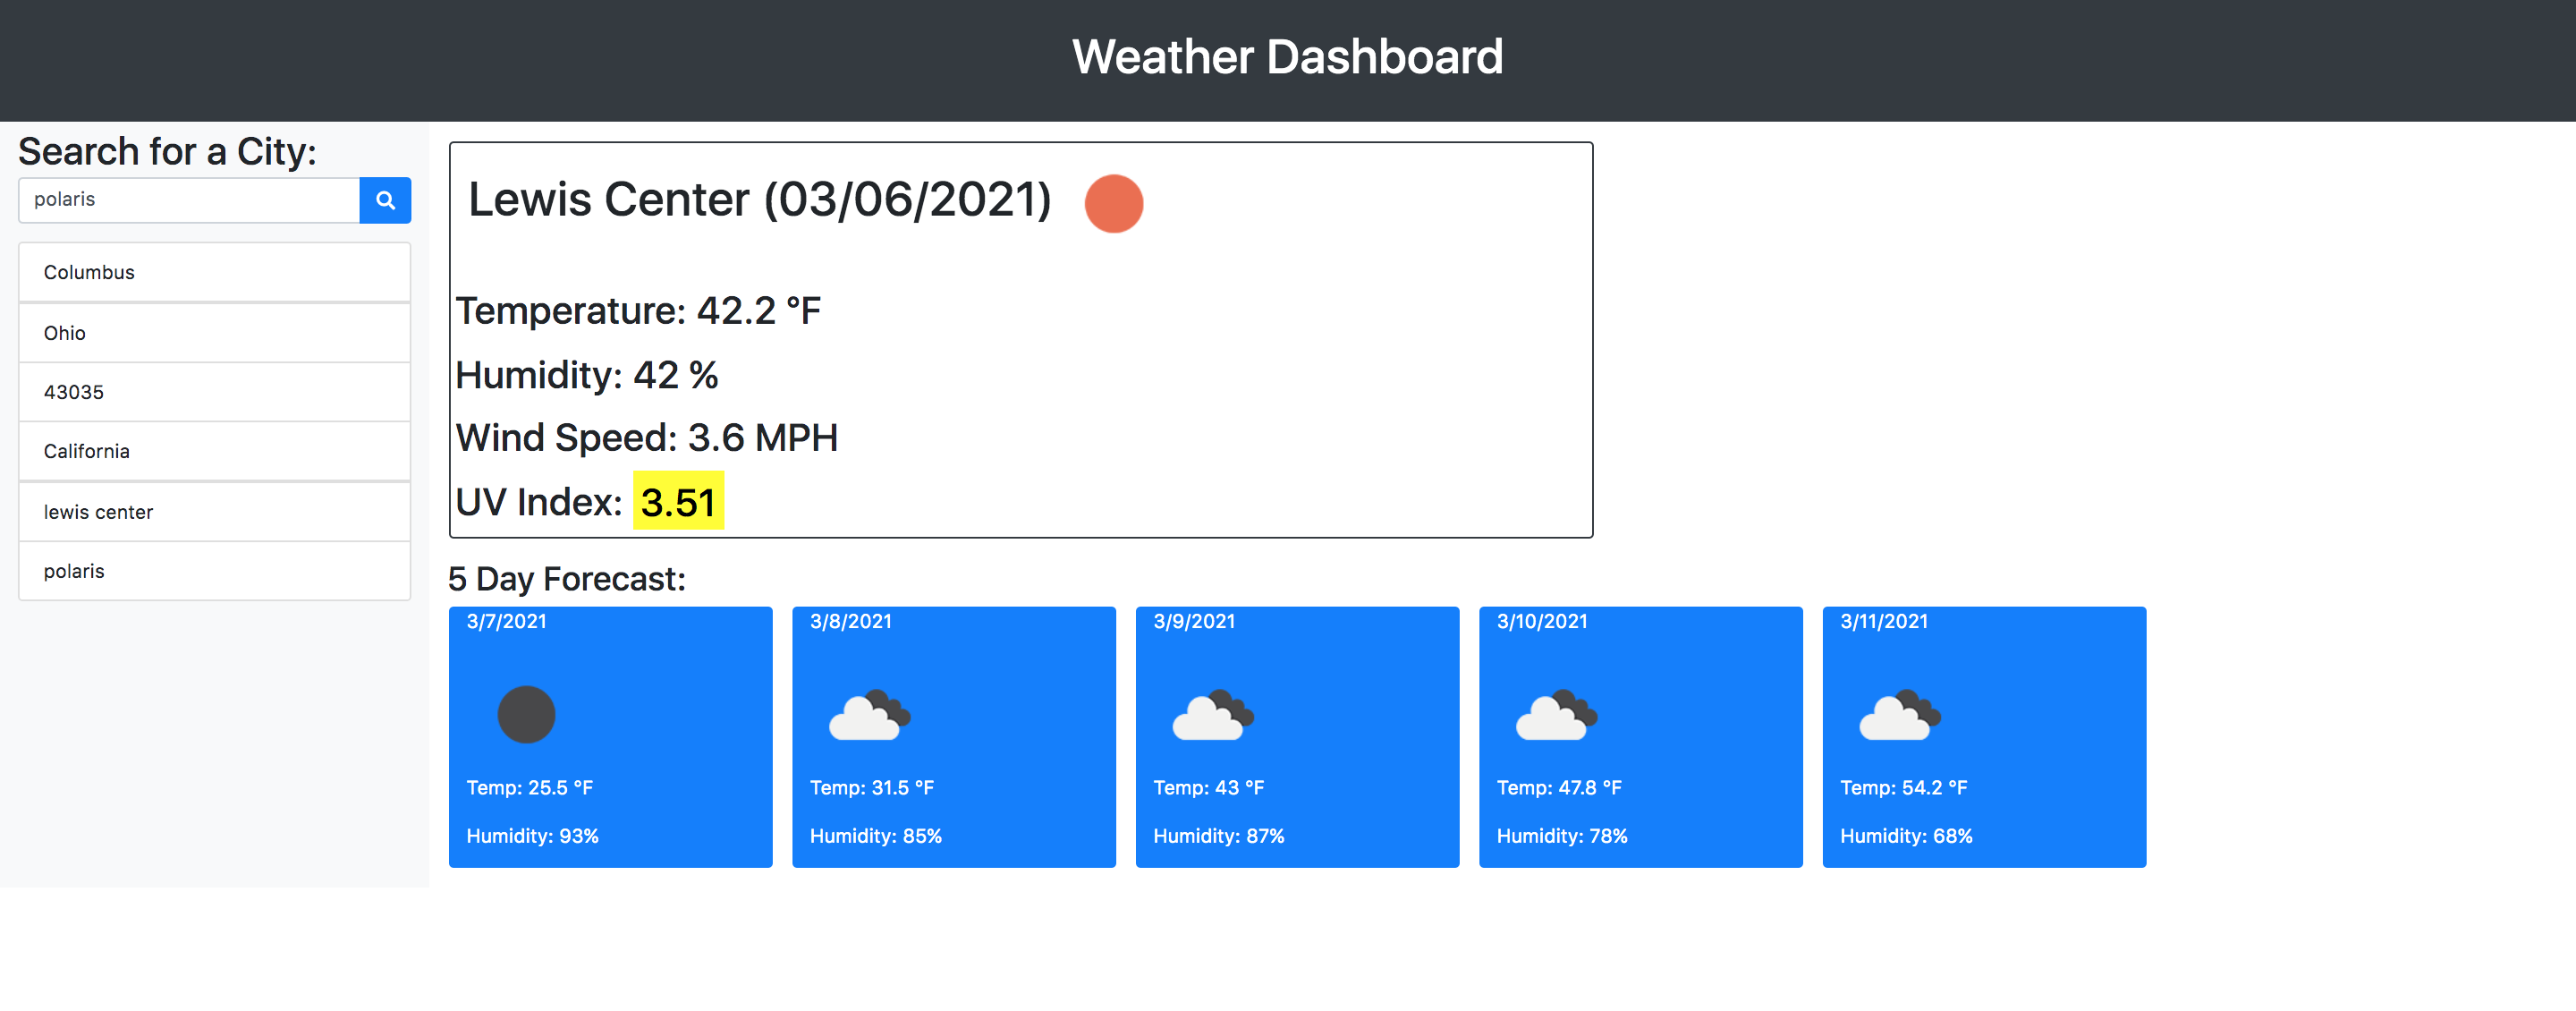 Weather Dashboard
Search for a City:
polaris
Columbus
Ohio
43035
California
lewis center
polaris
Lewis Center (03/06/2021)
Temperature: 42.2 °F
Humidity: 42 %
Wind Speed: 3.6 MPH
UV Index: 3.51
5 Day Forecast:
3/7/2021
Temp: 25.5 °F
Humidity: 93%
3/8/2021
Temp: 31.5 °F
Humidity: 85%
3/9/2021
Temp: 43 °F
Humidity: 87%
3/10/2021
Temp: 47.8 °F
Humidity: 78%
3/11/2021
Temp: 54.2 °F
Humidity: 68%